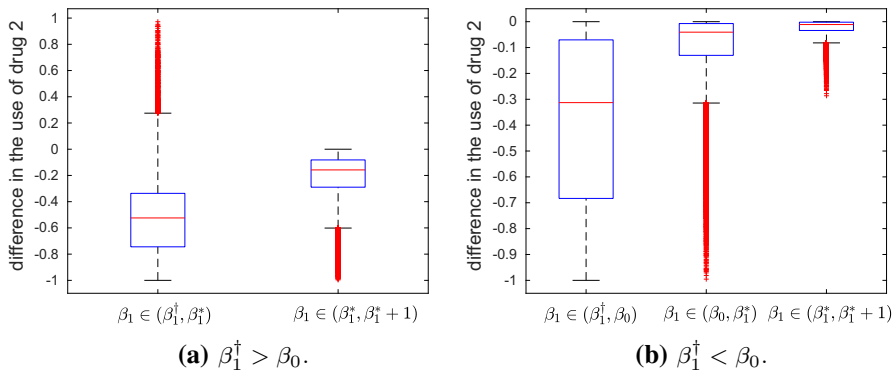 difference in the use of drug 2
1
0.8
0.6
0.4
0.2
0
-0.2
-0.4
-0.6
-0.8
-1
β₁ ∈ (β₁†, β₁*)
β₁ ∈ (β₁*, β₁* + 1)
(a) β₁† > β₀.
difference in the use of drug 2
0
-0.1
-0.2
-0.3
-0.4
-0.5
-0.6
-0.7
-0.8
-0.9
-1
β₁ ∈ (β₁†, β₀)
β₁ ∈ (β₀, β₁*)
β₁ ∈ (β₁*, β₁* + 1)
(b) β₁† < β₀.